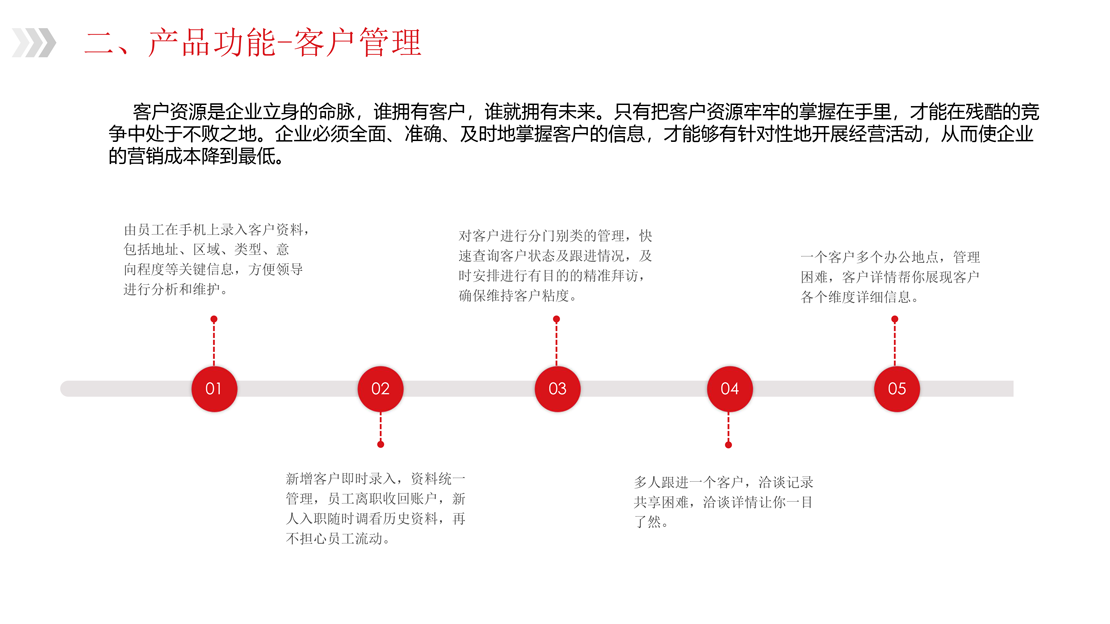 二、产品功能-客户管理
客户资源是企业立身的命脉，谁拥有客户，谁就拥有未来。只有把客户资源牢牢的掌握在手里，才能在残酷的竞
争中处于不败之地。企业必须全面、准确、及时地掌握客户的信息，才能够有针对性地开展经营活动，从而使企业
的营销成本降到最低。
由员工在手机上录入客户资料，
包括地址、区域、类型、意
向程度等关键信息，方便领导
进行分析和维护。
对客户进行分门别类的管理，快
速查询客户状态及跟进情况，及
时安排进行有目的的精准拜访，
确保维持客户粘度。
一个客户多个办公地点，管理
困难，客户详情帮你展现客户
各个维度详细信息。
01
02
03
04
05
新增客户即时录入，资料统一
管理，员工离职收回账户，新
人入职随时调看历史资料，再
不担心员工流动。
多人跟进一个客户，洽谈记录
共享困难，洽谈详情让你一目
了然。